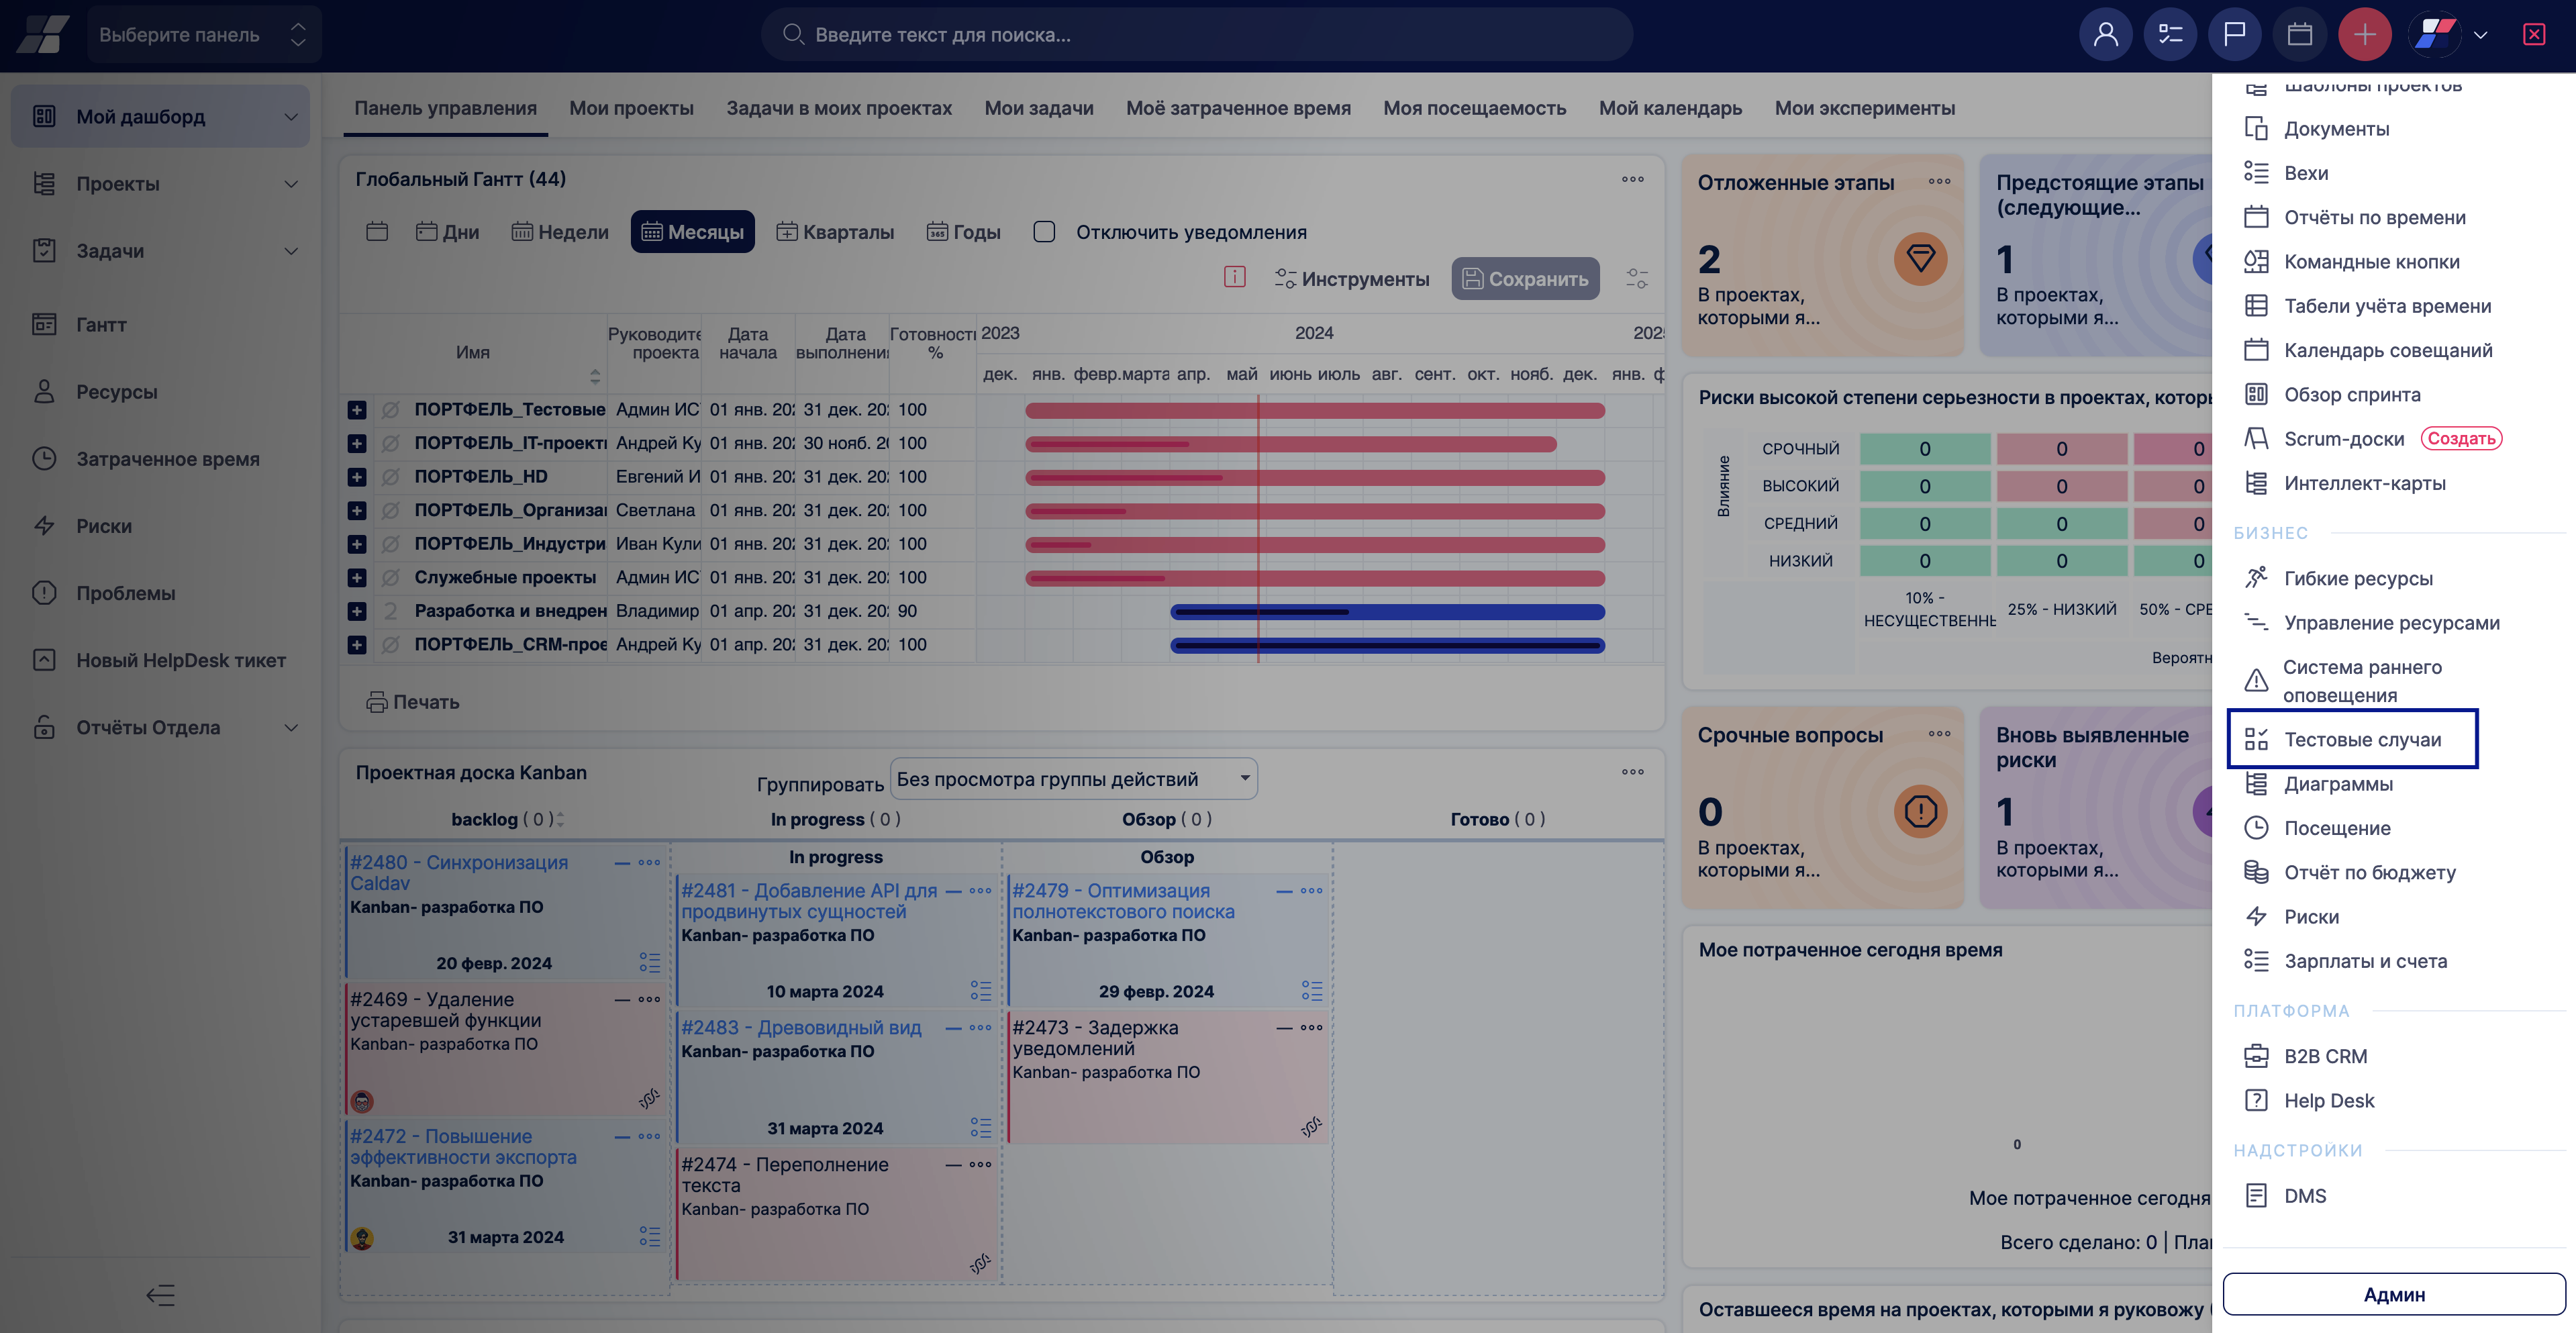 Выберите панель
Введите текст для поиска...
Мой дашборд
Проекты
Задачи
Гантт
Ресурсы
Затраченное время
Риски
Проблемы
Новый HelpDesk тикет
Отчёты Отдела
Панель управления
Мои проекты
Задачи в моих проектах
Мои задачи
Моё затраченное время
Моя посещаемость
Мой календарь
Мои эксперименты
Глобальный Гантт (44)
Дни
Недели
Месяцы
Кварталы
365
Годы
Отключить уведомления
Инструменты
Сохранить
Имя
Руководите
проекта
Дата
начала
Дата
выполнени
Готовност
%
2023
2024
202
дек. янв. февр. марта апр. май июнь июль авг. сент. окт. нояб. дек. янв. ф
ПОРТФЕЛЬ_Тестовые Админ ИС 01 янв. 20 31 дек. 20 100
ПОРТФЕЛЬ_IT-проект Андрей Ку 01 янв. 20 30 нояб. 20 100
ПОРТФЕЛЬ_HD Евгений И 01 янв. 20 31 дек. 20 100
ПОРТФЕЛЬ_Организа Светлана 01 янв. 20 31 дек. 20 100
ПОРТФЕЛЬ_Индустри Иван Кули 01 янв. 20 31 дек. 20 100
Служебные проекты Админ ИС 01 янв. 20 31 дек. 20 100
2 Разработка и внедрен Владимир 01 апр. 20 31 дек. 20 90
ПОРТФЕЛЬ_CRM-прое Андрей Ку 01 апр. 20 31 дек. 20 100
Печать
Проектная доска Kanban
Группировать
Без просмотра группы действий
backlog ( 0 )
In progress ( 0 )
Обзор ( 0 )
Готово ( 0 )
#2480 - Синхронизация
Caldav
Kanban- разработка ПО
20 февр. 2024
#2469 - Удаление
устаревшей функции
Kanban- разработка ПО
#2472 - Повышение
эффективности экспорта
Kanban- разработка ПО
31 марта 2024
In progress
#2481 - Добавление API для
продвинутых сущностей
Kanban- разработка ПО
10 марта 2024
#2483 - Древовидный вид
Kanban- разработка ПО
31 марта 2024
#2474 - Переполнение
текста
Kanban- разработка ПО
Обзор
#2479 - Оптимизация
полнотекстового поиска
Kanban- разработка ПО
29 февр. 2024
#2473 - Задержка
уведомлений
Kanban- разработка ПО
Отложенные этапы
2
В проектах,
которыми я...
Предстоящие этапы
(следующие...
1
В проектах,
которыми я...
Риски высокой степени серьезности в проектах, котор
Влияние
СРОЧНЫЙ 0 0 0
ВЫСОКИЙ 0 0 0
СРЕДНИЙ 0 0 0
НИЗКИЙ 0 0 0
10% -
НЕСУЩЕСТВЕНН
25% - НИЗКИЙ
50% - СРЕ
Вероятн
Срочные вопросы
0
В проектах,
которыми я...
Вновь выявленные
риски
1
В проектах,
которыми я...
Мое потраченное сегодня время
0
Мое потраченное сегодня
Всего сделано: 0 | Пла
Оставшееся время на проектах, которыми я руковожу (
Шаблоны проектов
Документы
Вехи
Отчёты по времени
Командные кнопки
Табели учёта времени
Календарь совещаний
Обзор спринта
Scrum-доски Создать
Интеллект-карты
БИЗНЕС
Гибкие ресурсы
Управление ресурсами
Система раннего
оповещения
Тестовые случаи
Диаграммы
Посещение
Отчёт по бюджету
Риски
Зарплаты и счета
ПЛАТФОРМА
B2B CRM
Help Desk
НАДСТРОЙКИ
DMS
Админ